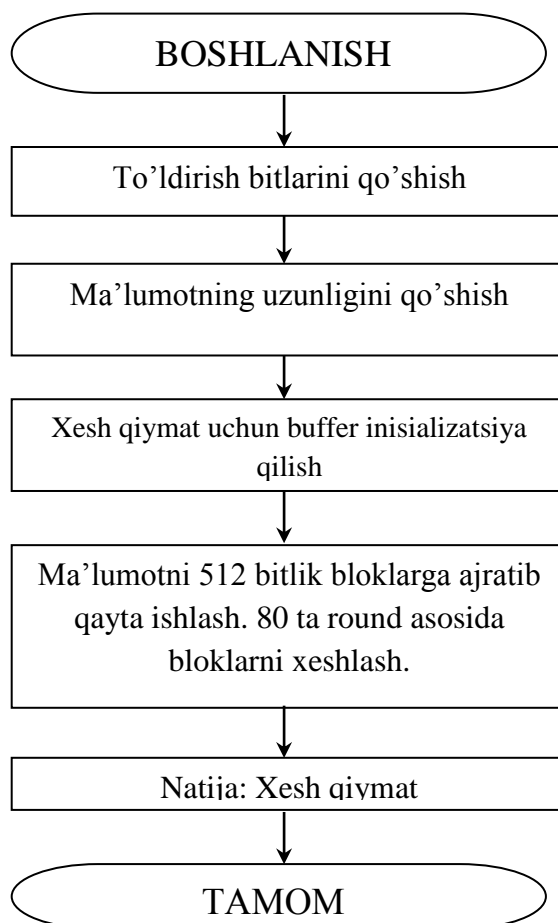 BOSHLANISH
To’ldirish bitlarini qo’shish
Ma’lumotning uzunligini qo’shish
Xesh qiymat uchun buffer inisializatsiya
qilish
Ma’lumotni 512 bitlik bloklarga ajratib
qayta ishlash. 80 ta round asosida
bloklarni xeshlash.
Natija: Xesh qiymat
TAMOM